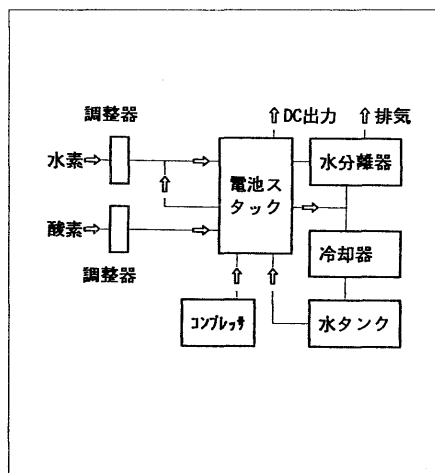 調整器
DC出力
排気
水素
電池ス
タック
水分離器
酸素
調整器
冷却器
コンプレッサ
水タンク